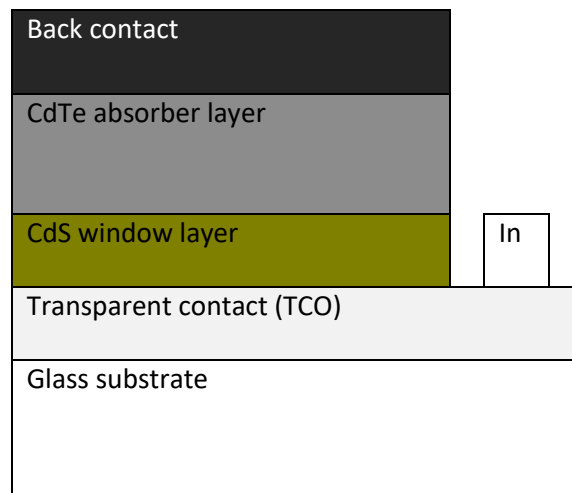 Back contact
CdTe absorber layer
CdS window layer
In
Transparent contact (TCO)
Glass substrate